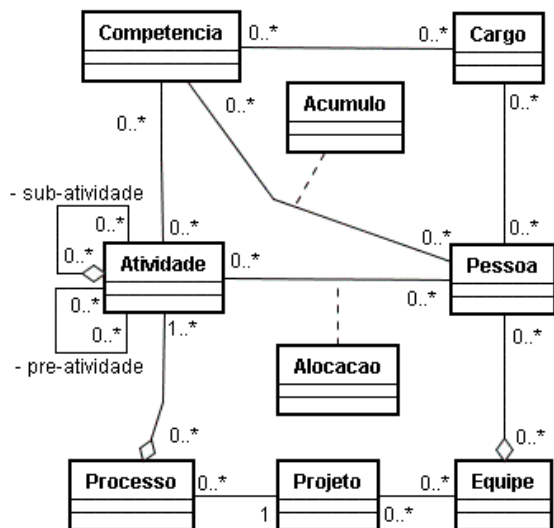 Competencia
0..*
0..*
Cargo
0..*
0..*
0..*
Acumulo
- sub-atividade
0..*
0..*
0..*
0..*
0..*
Atividade
0..*
Pessoa
0..*
0..*
0..*
1..*
- pre-atividade
Alocacao
0..*
0..*
Processo
0..*
Projeto
0..*
Equipe
1
0..*